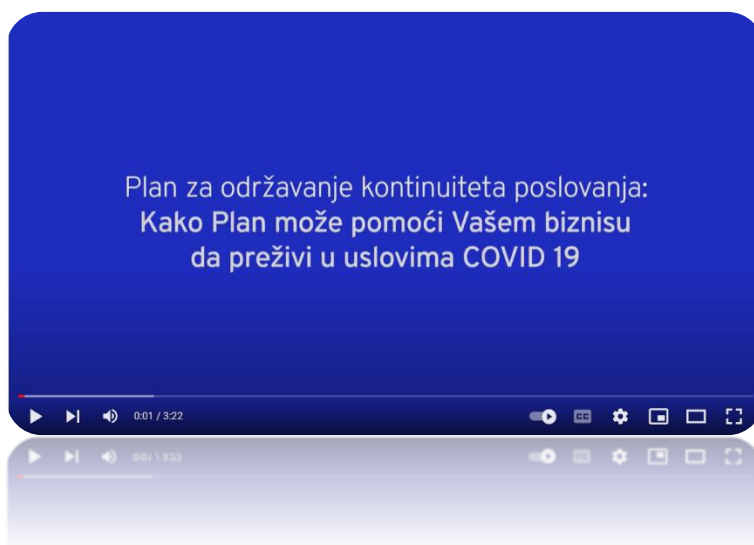 Plan za održavanje kontinuiteta poslovanja:
Kako Plan može pomoći Vašem biznisu
da preživi u uslovima COVID 19
0:01 / 3:22
CC